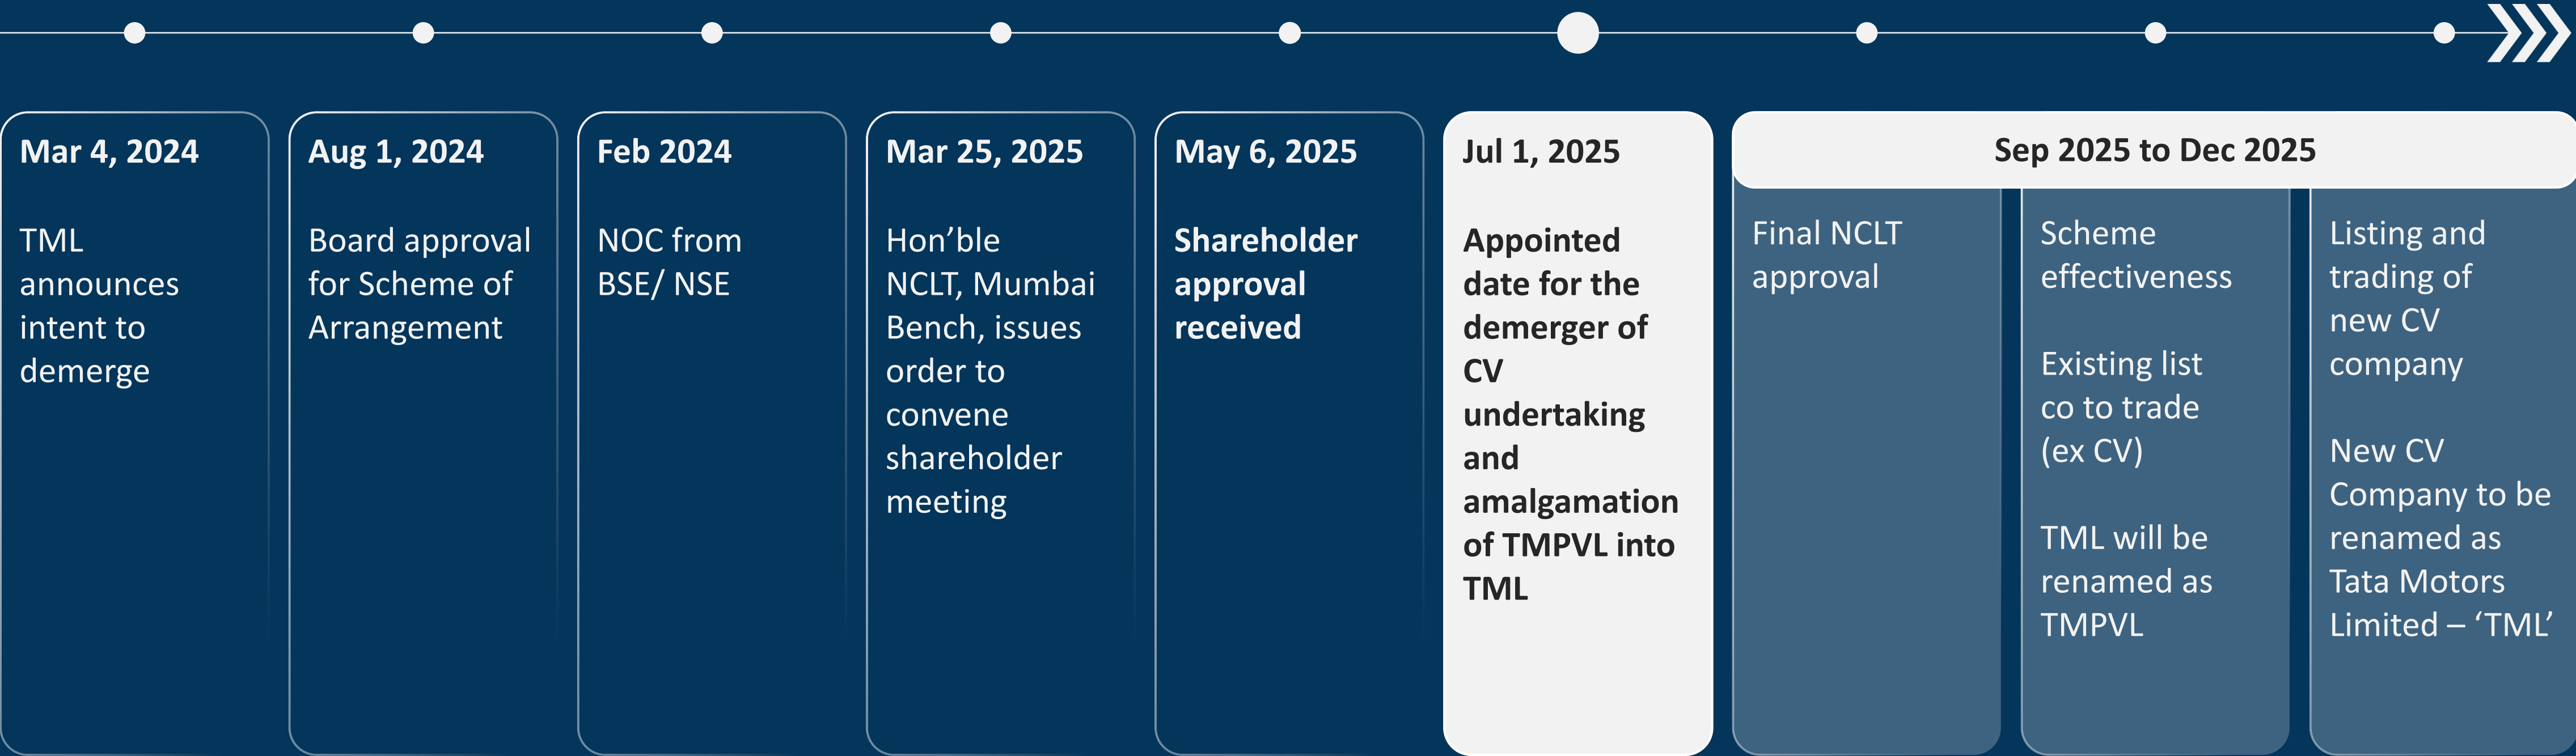 Mar 4, 2024
TML
announces
intent to
demerge
Aug 1, 2024
Board approval
for Scheme of
Arrangement
Feb 2024
NOC from
BSE/ NSE
Mar 25, 2025
Hon’ble
NCLT, Mumbai
Bench, issues
order to
convene
shareholder
meeting
May 6, 2025
Shareholder
approval
received
Jul 1, 2025
Appointed
date for the
demerger of
CV
undertaking
and
amalgamation
of TMPVL into
TML
Sep 2025 to Dec 2025
Final NCLT
approval
Scheme
effectiveness
Existing list
co to trade
(ex CV)
TML will be
renamed as
TMPVL
Listing and
trading of
new CV
company
New CV
Company to be
renamed as
Tata Motors
Limited – ‘TML’